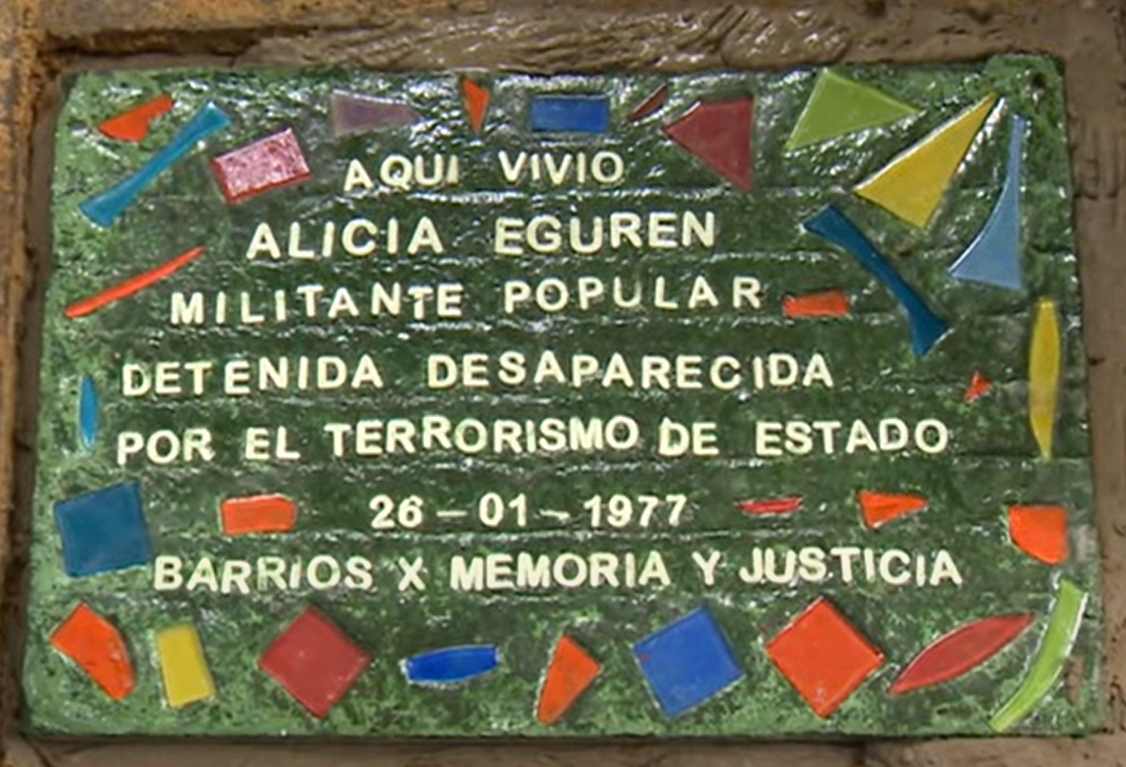 AQUI VIVIO
ALICIA EGUREN
MILITANTE POPULAR
DETENIDA DESAPARECIDA
POR EL TERRORISMO DE ESTADO
26-01-1977
BARRIOS X MEMORIA Y JUSTICIA